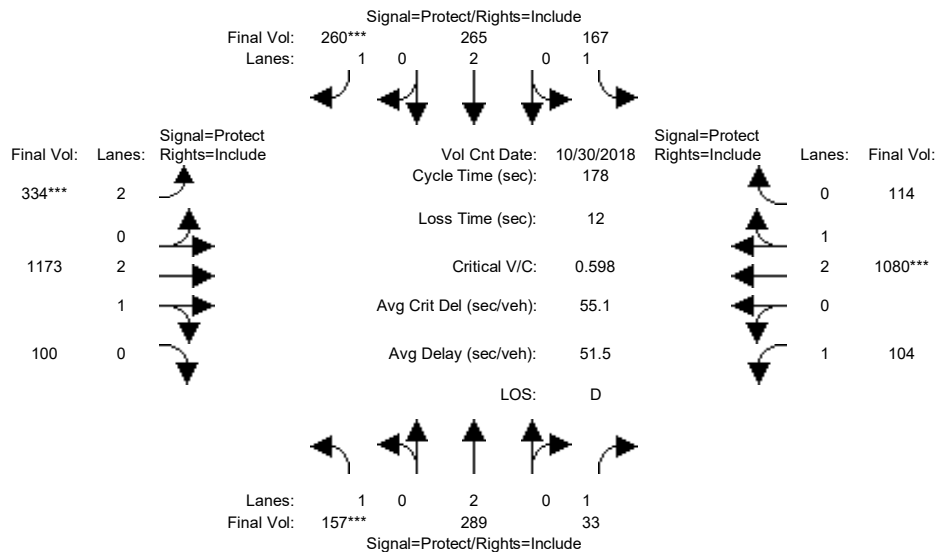 Signal=Protect/Rights=Include
Final Vol: 260*** 265 167
Lanes: 1 0 2 0 1
Signal=Protect Signal=Protect
Final Vol: Lanes: Rights=Include Vol Cnt Date: 10/30/2018 Rights=Include Lanes: Final Vol:
Cycle Time (sec): 178
334*** 2 0 114
Loss Time (sec): 12
0 1
1173 2 Critical V/C: 0.598 2 1080***
1 Avg Crit Del (sec/veh): 55.1 0
100 0 Avg Delay (sec/veh): 51.5 1 104
LOS: D
Lanes: 1 0 2 0 1
Final Vol: 157*** 289 33
Signal=Protect/Rights=Include